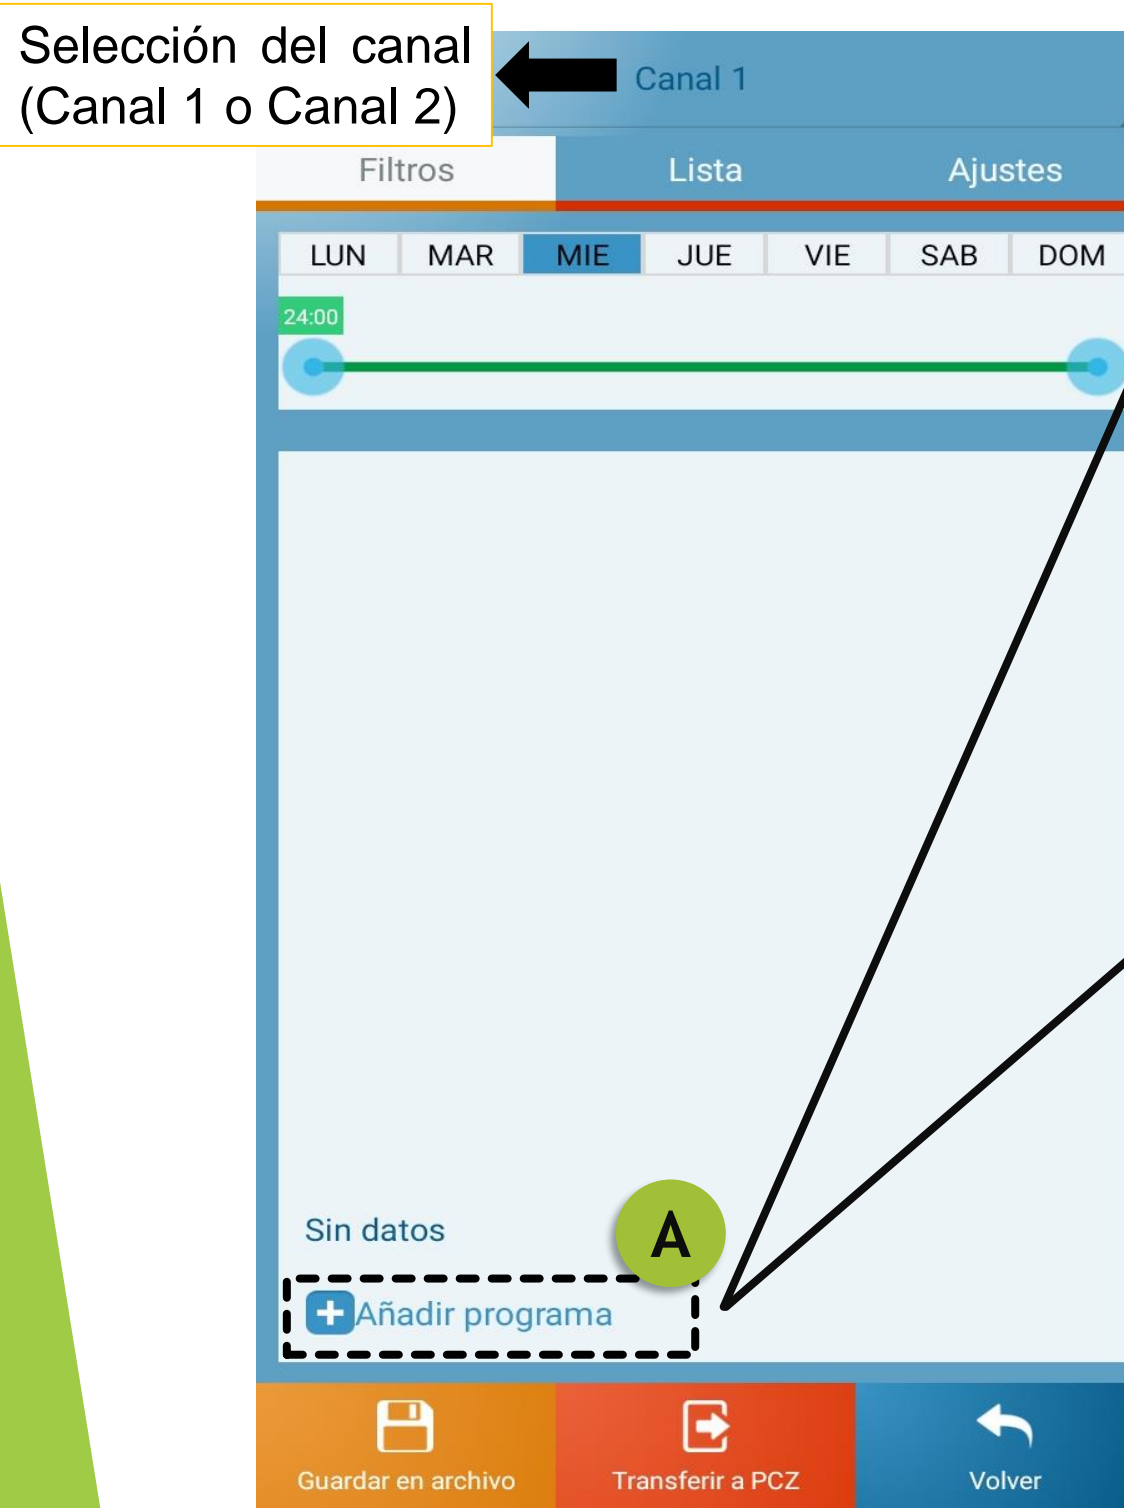 Selección del canal
(Canal 1 o Canal 2)
Canal 1
Filtros Lista Ajustes
LUN MAR MIE JUE VIE SAB DOM
24:00
Sin datos
A
Añadir programa
Guardar en archivo Transferir a PCZ Volver